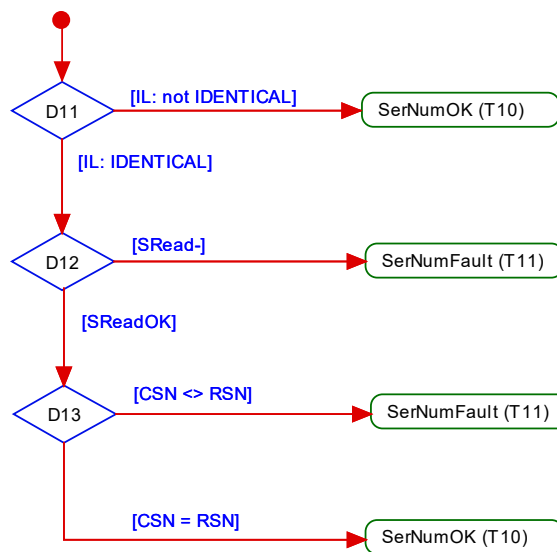 [IL: not IDENTICAL]
D11
SerNumOK (T10)
[IL: IDENTICAL]
[SRead-]
D12
SerNumFault (T11)
[SReadOK]
[CSN <> RSN]
D13
SerNumFault (T11)
[CSN = RSN]
SerNumOK (T10)